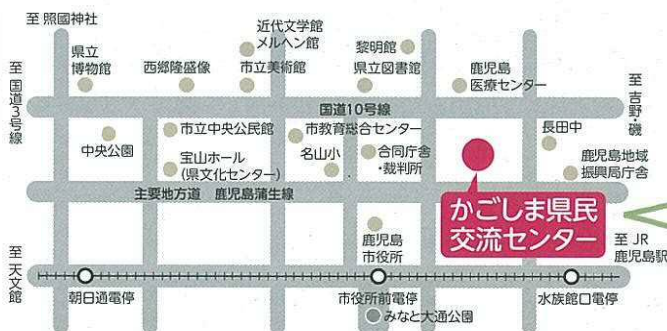 至 照國神社
近代文学館
メルヘン館
黎明館
県立
博物館
西郷隆盛像
市立美術館
県立図書館
鹿児島
医療センター
至 国道3号線
国道10号線
至 吉野・磯
中央公園
市立中央公民館
市教育総合センター
長田中
宝山ホール
(県文化センター)
名山小
合同庁舎
・裁判所
鹿児島地域
振興局庁舎
主要地方道 鹿児島蒲生線
かごしま県民
交流センター
鹿児島
市役所
至 JR
鹿児島駅
至 天文館
朝日通電停
市役所前電停
水族館口電停
みなと大通公園